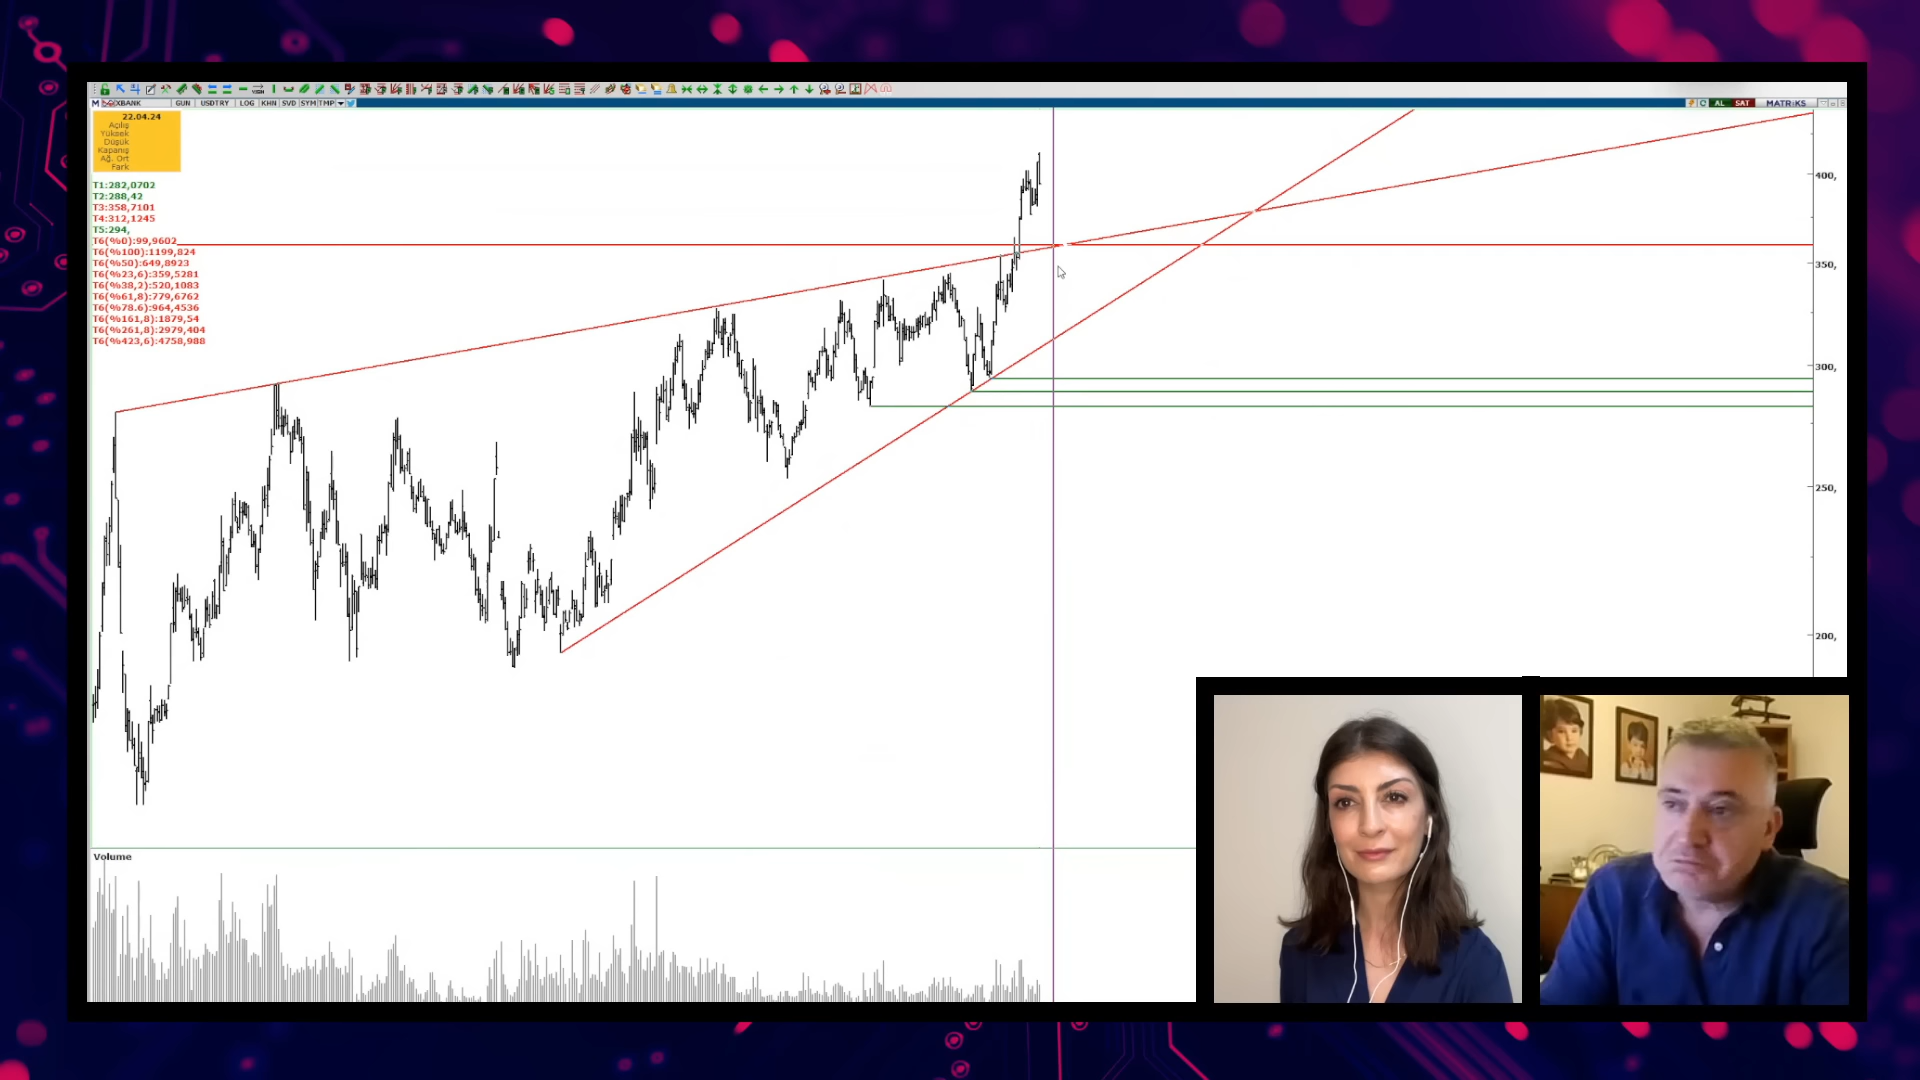 M XBANK GUN USDTRY LOG KHN SVD SYM TMP AL SAT MATRiKS
22.04.24
Açılış
Yüksek
Düşük
Kapanış
Ağ. Ort
Fark
T1:282,0702
T2:288,42
T3:358,7101
T4:312,1245
T5:294,
T6(%0):99,9602
T6(%100):1199,824
T6(%50):649,8923
T6(%23,6):359,5281
T6(%38,2):520,1083
T6(%61,8):779,6762
T6(%78.6):964,4536
T6(%161,8):1879,54
T6(%261,8):2979,404
T6(%423,6):4758,988
400,
350,
300,
250,
200,
Volume